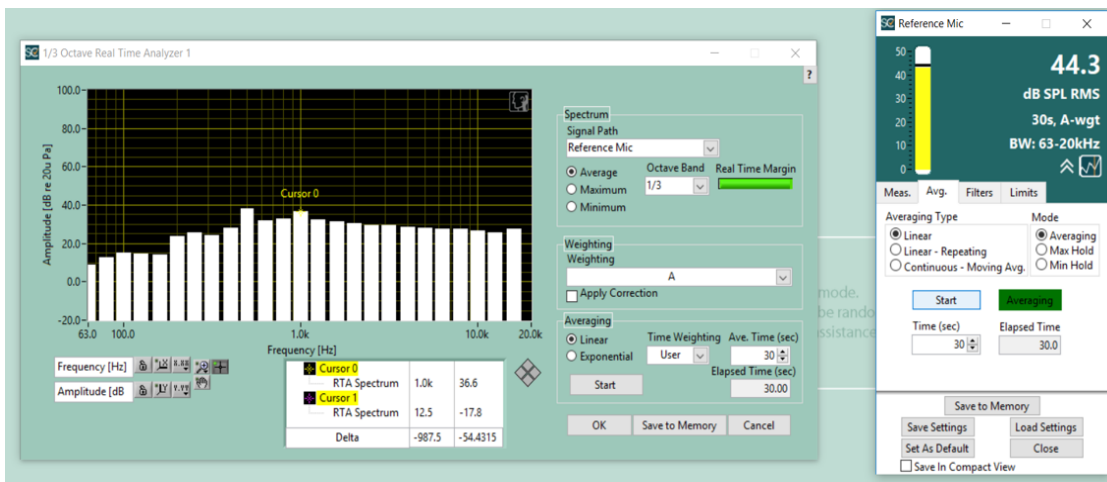 1/3 Octave Real Time Analyzer 1
?
100.0
80.0
60.0
40.0
20.0
0.0
-20.0
Amplitude [dB re 20u Pa]
Cursor 0
63.0 100.0 1.0k 10.0k 20.0k
Frequency [Hz]
Frequency [Hz]
Amplitude [dB
Cursor 0
RTA Spectrum 1.0k 36.6
Cursor 1
RTA Spectrum 12.5 -17.8
Delta -987.5 -54.4315
Spectrum
Signal Path
Reference Mic
Average Octave Band Real Time Margin
Maximum 1/3
Minimum
Weighting
Weighting
A
Apply Correction
Averaging
Linear Time Weighting Ave. Time (sec)
Exponential User 30
Elapsed Time (sec)
Start 30.00
OK Save to Memory Cancel
mode.
be rando
assistance
Reference Mic
50
40
30
20
10
0
44.3
dB SPL RMS
30s, A-wgt
BW: 63-20kHz
Meas. Avg. Filters Limits
Averaging Type Mode
Linear Averaging
Linear - Repeating Max Hold
Continuous - Moving Avg. Min Hold
Start Averaging
Time (sec) Elapsed Time
30 30.0
Save to Memory
Save Settings Load Settings
Set As Default Close
Save In Compact View